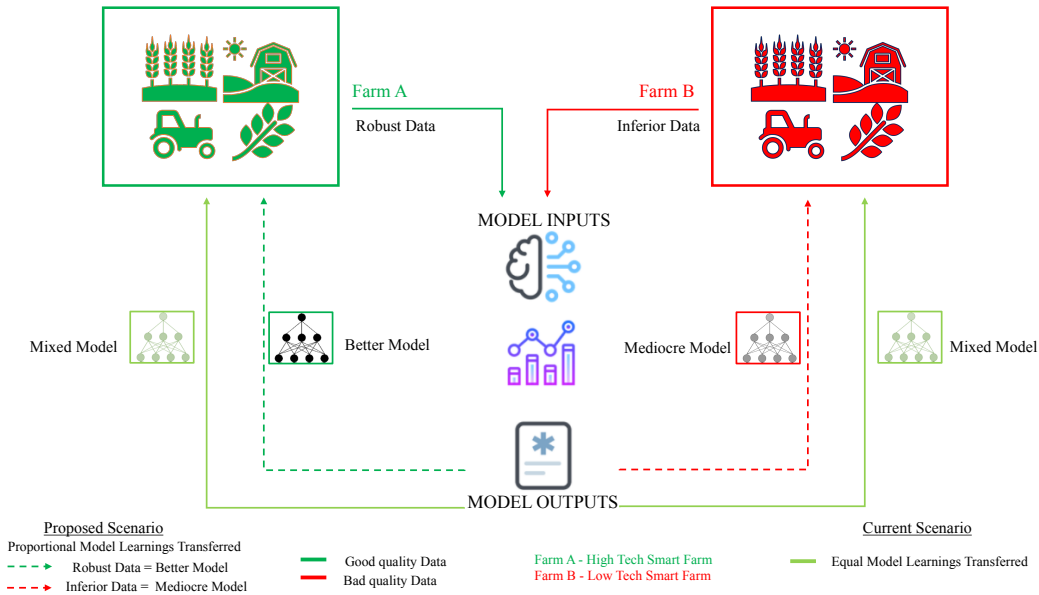 Farm A
Robust Data
Farm B
Inferior Data
MODEL INPUTS
Mixed Model
Better Model
Mediocre Model
Mixed Model
MODEL OUTPUTS
Proposed Scenario
Proportional Model Learnings Transferred
Robust Data = Better Model
Inferior Data = Mediocre Model
Good quality Data
Bad quality Data
Farm A - High Tech Smart Farm
Farm B - Low Tech Smart Farm
Current Scenario
Equal Model Learnings Transferred